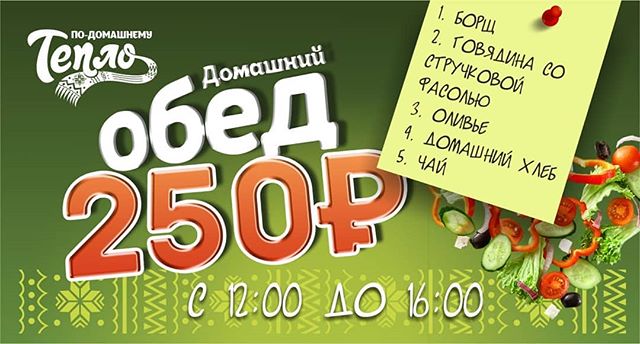 ПО-ДОМАШНЕМУ
Тепло
Домашний
ОБЕД
250₽
С 12:00 ДО 16:00
1. БОРЩ
2. ГОВЯДИНА СО
СТРУЧКОВОЙ
ФАСОЛЬЮ
3. ОЛИВЬЕ
4. ДОМАШНИЙ ХЛЕБ
5. ЧАЙ